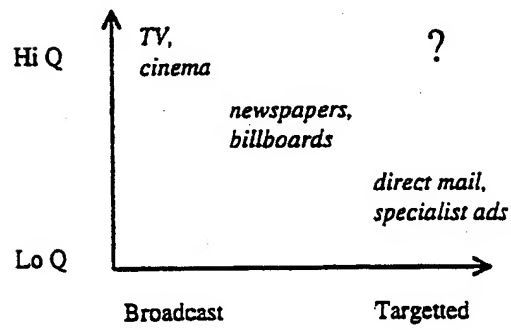 Hi Q
TV,
cinema
?
newspapers,
billboards
direct mail,
specialist ads
Lo Q
Broadcast
Targetted